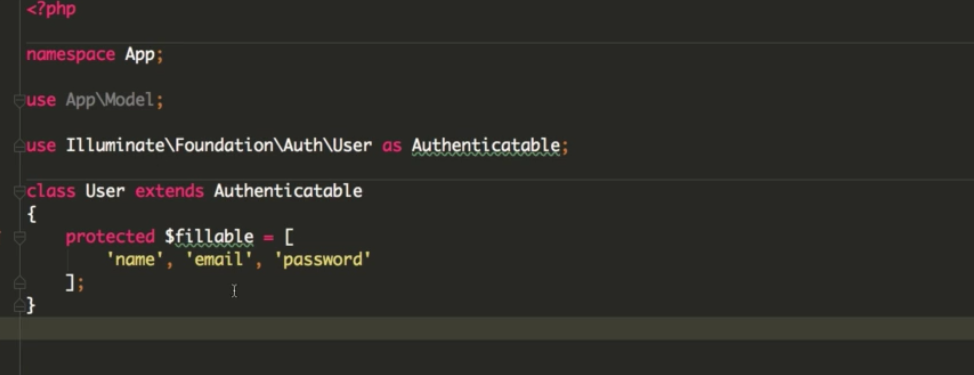 <?php
namespace App;
use App\Model;
use Illuminate\Foundation\Auth\User as Authenticatable;
class User extends Authenticatable
{
protected $fillable = [
'name', 'email', 'password'
];
}